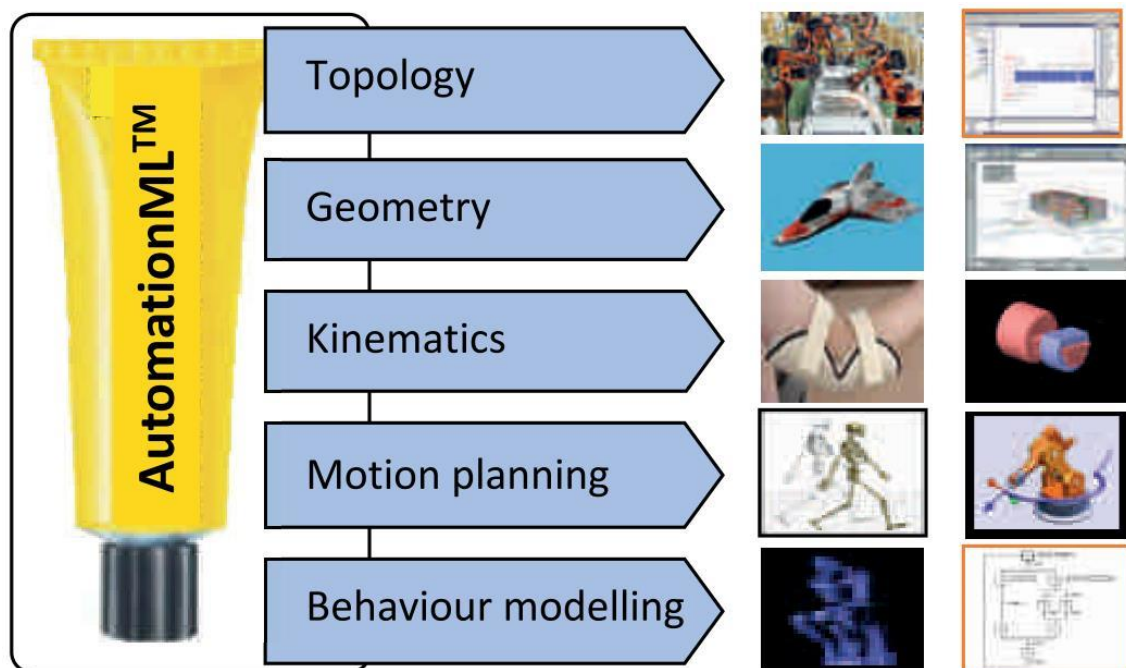 AutomationML™
Topology
Geometry
Kinematics
Motion planning
Behaviour modelling